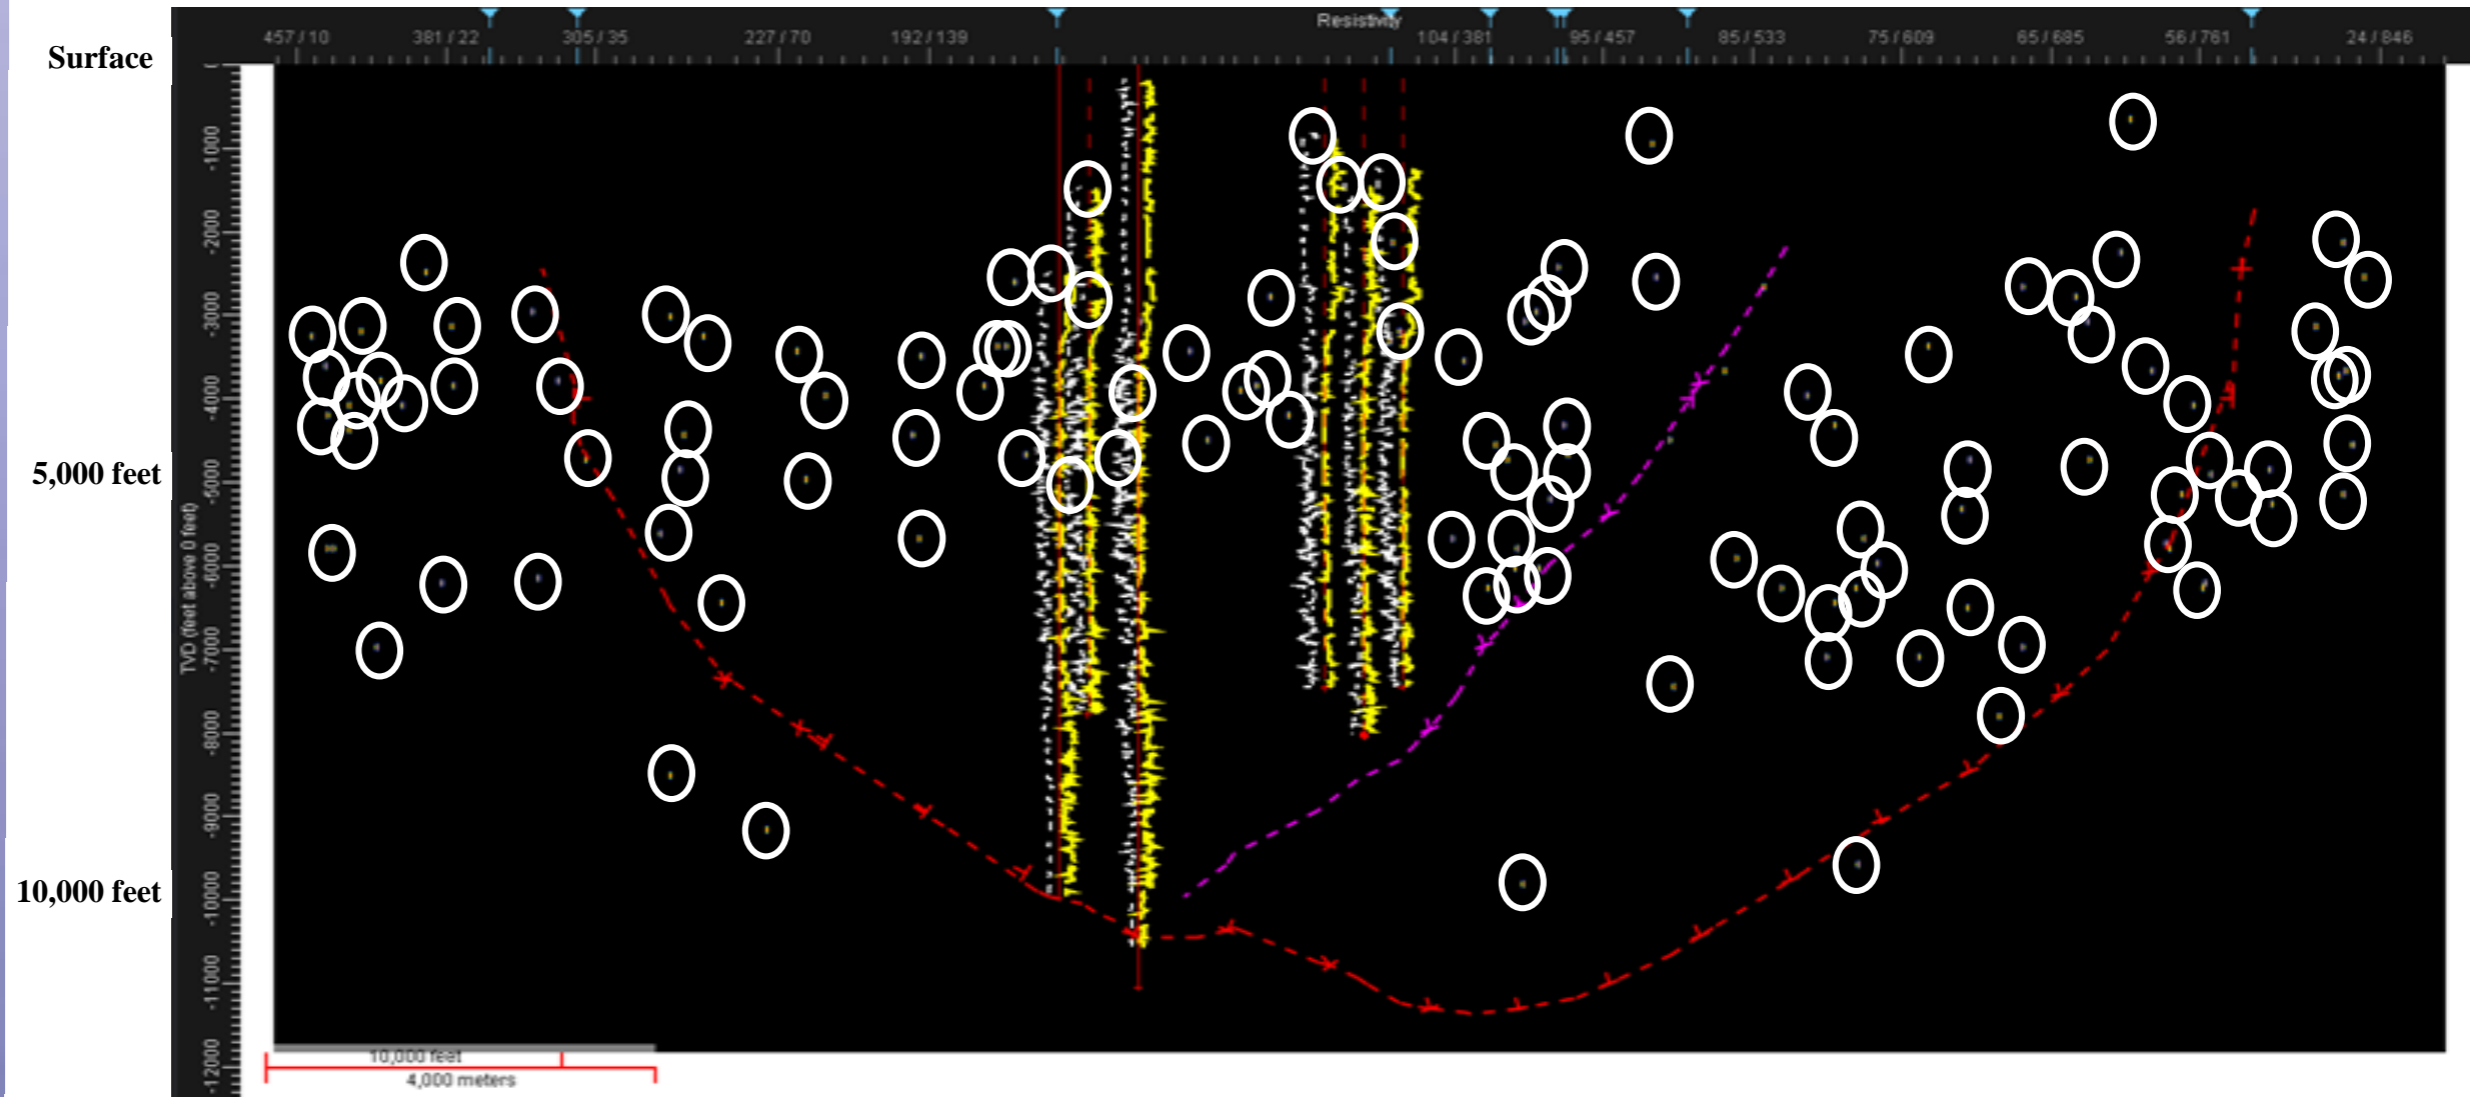 Resistivity
457 / 10 381 / 22 305 / 35 227 / 70 192 / 139 104 / 381 95 / 457 85 / 533 75 / 609 65 / 685 56 / 761 24 / 846
Surface
-1000
-2000
-3000
-4000
5,000 feet
-5000
TVD (feet above 0 feet)
-6000
-7000
-8000
-9000
10,000 feet
-10000
-11000
-12000
10,000 feet
4,000 meters